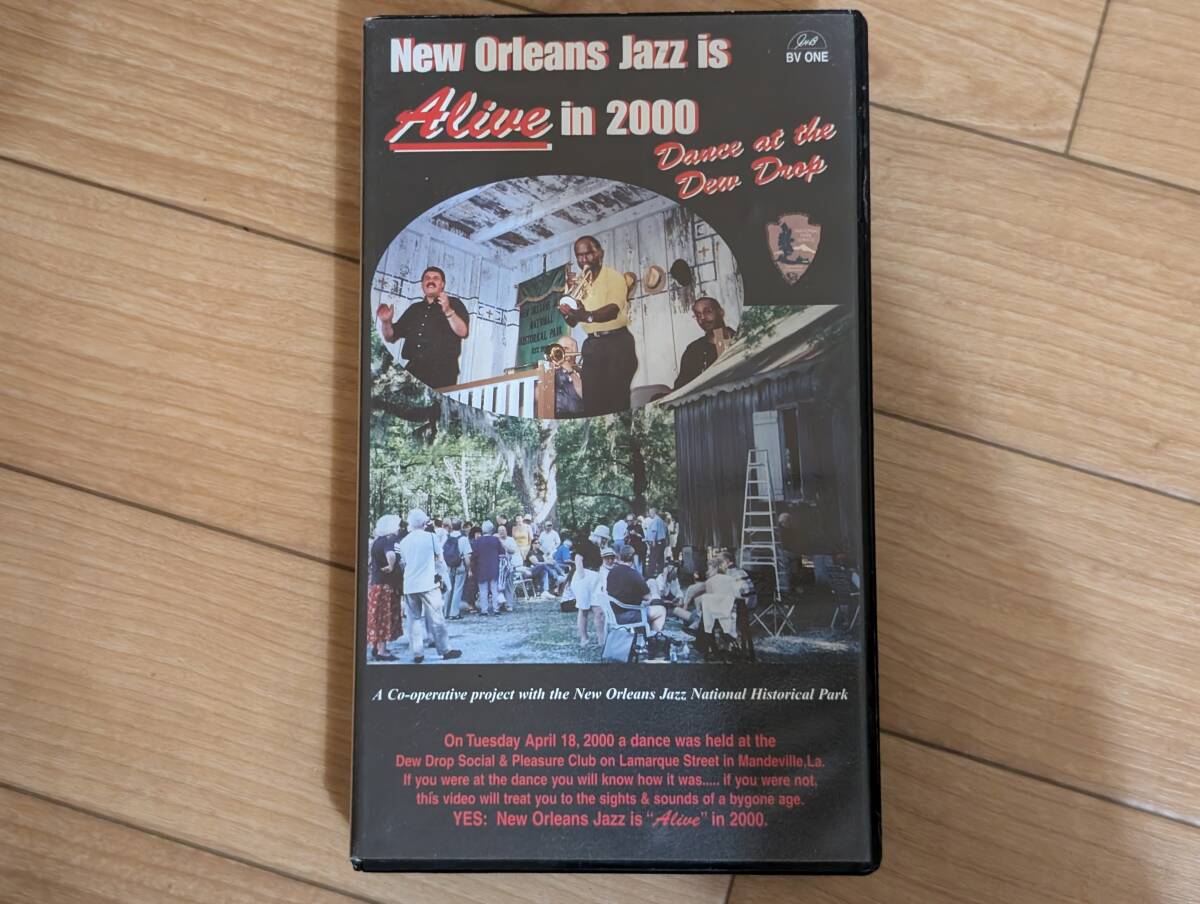 New Orleans Jazz is
BV ONE
Alive in 2000
Dance at the
Dew Drop
NATIONAL
HISTORICAL PARK
A Co-operative project with the New Orleans Jazz National Historical Park
On Tuesday April 18, 2000 a dance was held at the
Dew Drop Social & Pleasure Club on Lamarque Street in Mandeville,La.
If you were at the dance you will know how it was..... if you were not,
this video will treat you to the sights & sounds of a bygone age.
YES: New Orleans Jazz is "Alive" in 2000.